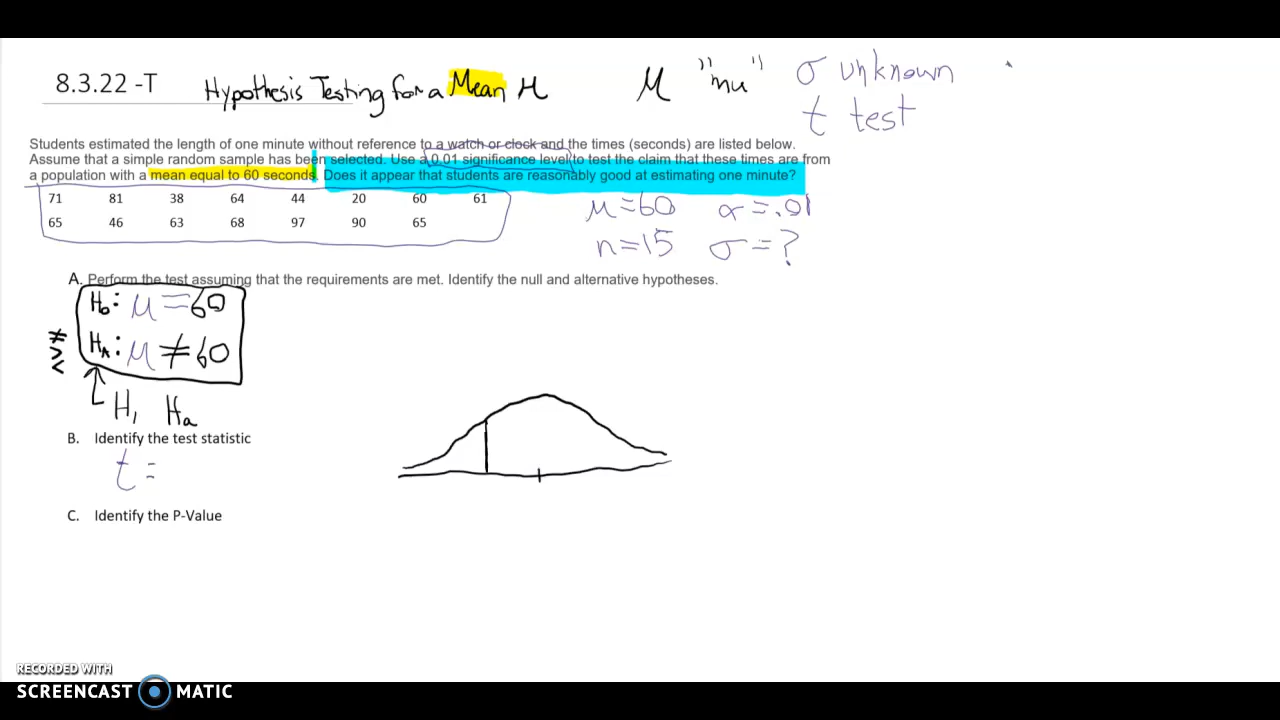 8.3.22 -T Hypothesis Testing for a Mean μ μ "mu" σ unknown
t test
Students estimated the length of one minute without reference to a watch or clock and the times (seconds) are listed below.
Assume that a simple random sample has been selected. Use a 0.01 significance level to test the claim that these times are from
a population with a mean equal to 60 seconds. Does it appear that students are reasonably good at estimating one minute?
71 81 38 64 44 20 60 61
65 46 63 68 97 90 65
μ=60 α=.01
n=15 σ=?
A. Perform the test assuming that the requirements are met. Identify the null and alternative hypotheses.
H₀: μ=60
≠ > < Hₐ: μ ≠ 60
H₁ Hₐ
B. Identify the test statistic
t =
C. Identify the P-Value
RECORDED WITH
SCREENCAST MATIC